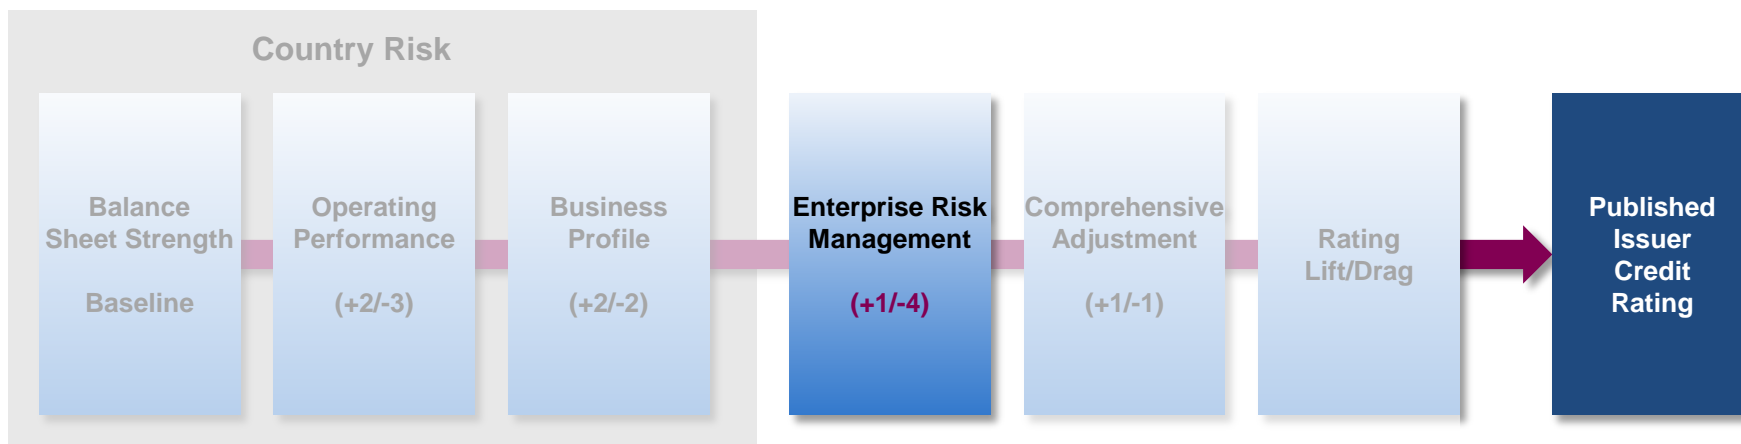 Country Risk
Balance
Sheet Strength
Baseline
Operating
Performance
(+2/-3)
Business
Profile
(+2/-2)
Enterprise Risk
Management
(+1/-4)
Comprehensive
Adjustment
(+1/-1)
Rating
Lift/Drag
Published
Issuer
Credit
Rating